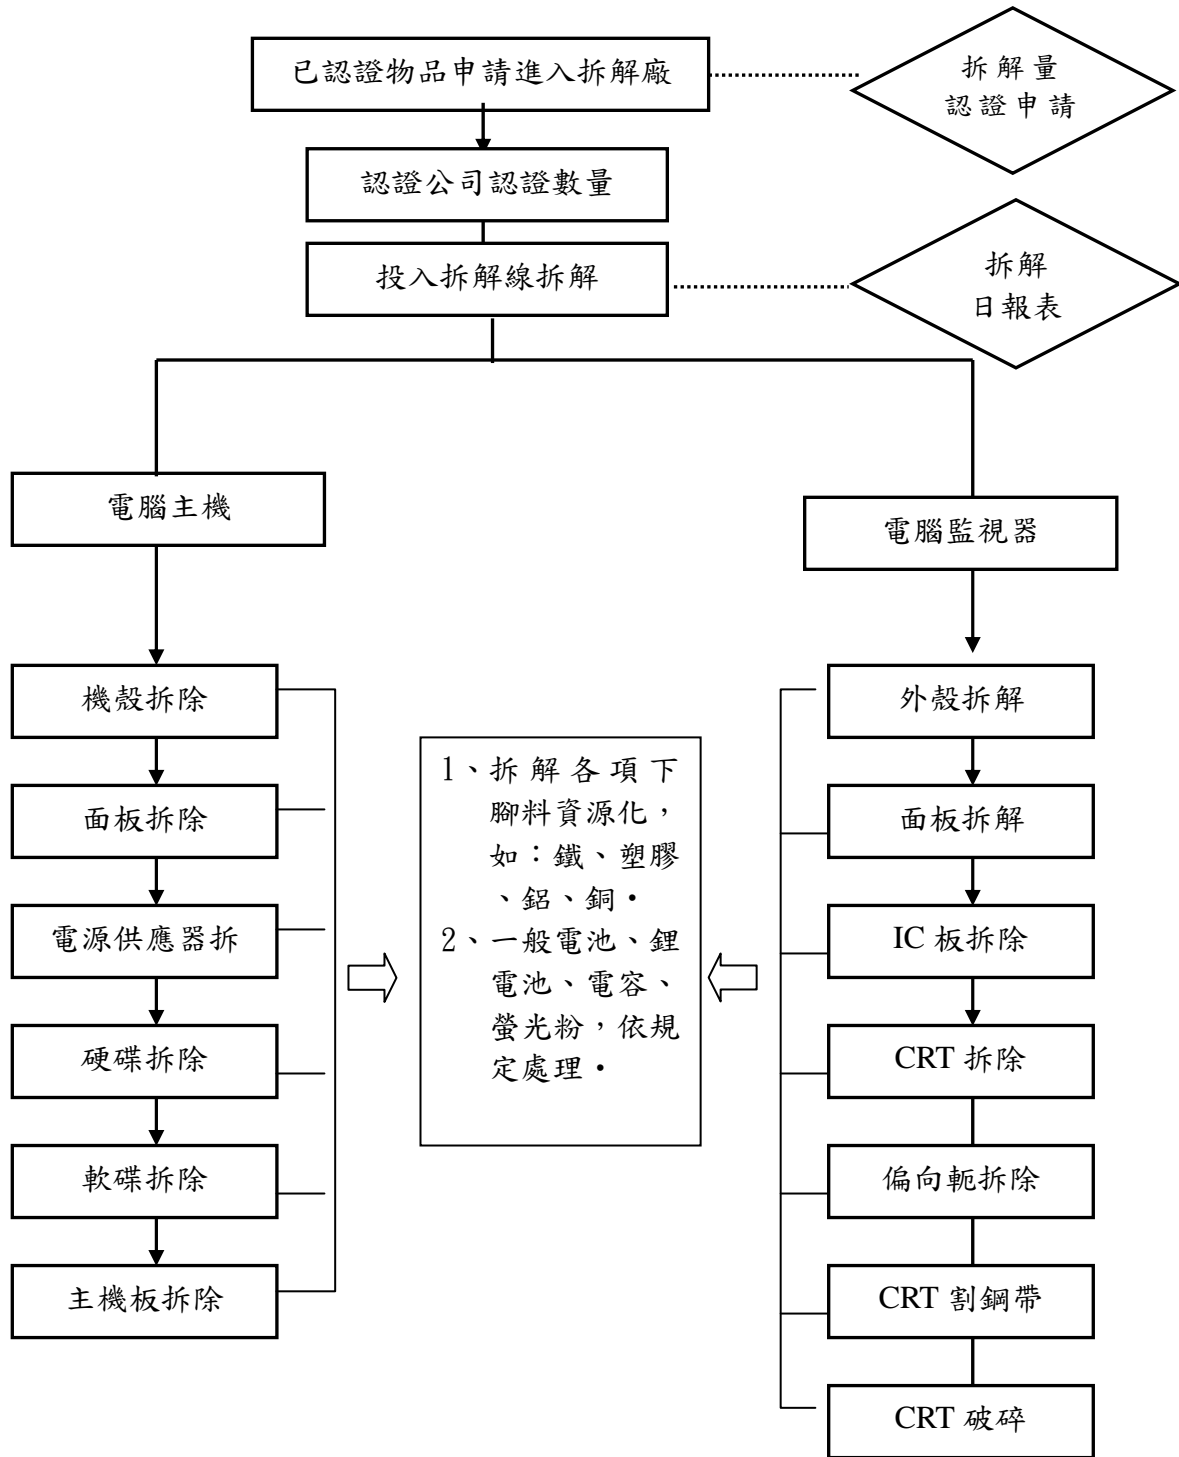 已認證物品申請進入拆解廠
拆解量
認證申請
認證公司認證數量
投入拆解線拆解
拆解
日報表
電腦主機
電腦監視器
機殼拆除
面板拆除
電源供應器拆
硬碟拆除
軟碟拆除
主機板拆除
1、拆解各項下
腳料資源化，
如：鐵、塑膠
、鋁、銅•
2、一般電池、鋰
電池、電容、
螢光粉，依規
定處理•
外殼拆解
面板拆解
IC 板拆除
CRT 拆除
偏向軛拆除
CRT 割鋼帶
CRT 破碎